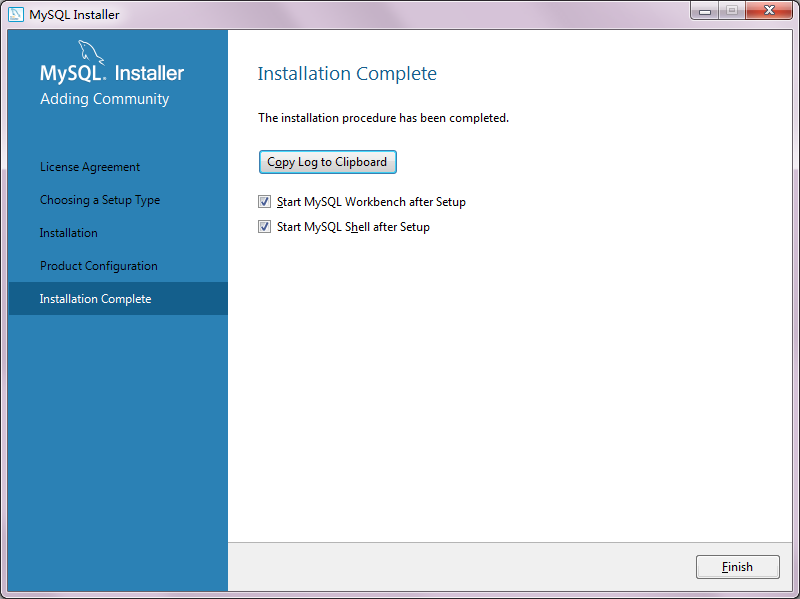 MySQL Installer
MySQL. Installer
Adding Community
License Agreement
Choosing a Setup Type
Installation
Product Configuration
Installation Complete
Installation Complete
The installation procedure has been completed.
Copy Log to Clipboard
Start MySQL Workbench after Setup
Start MySQL Shell after Setup
Finish